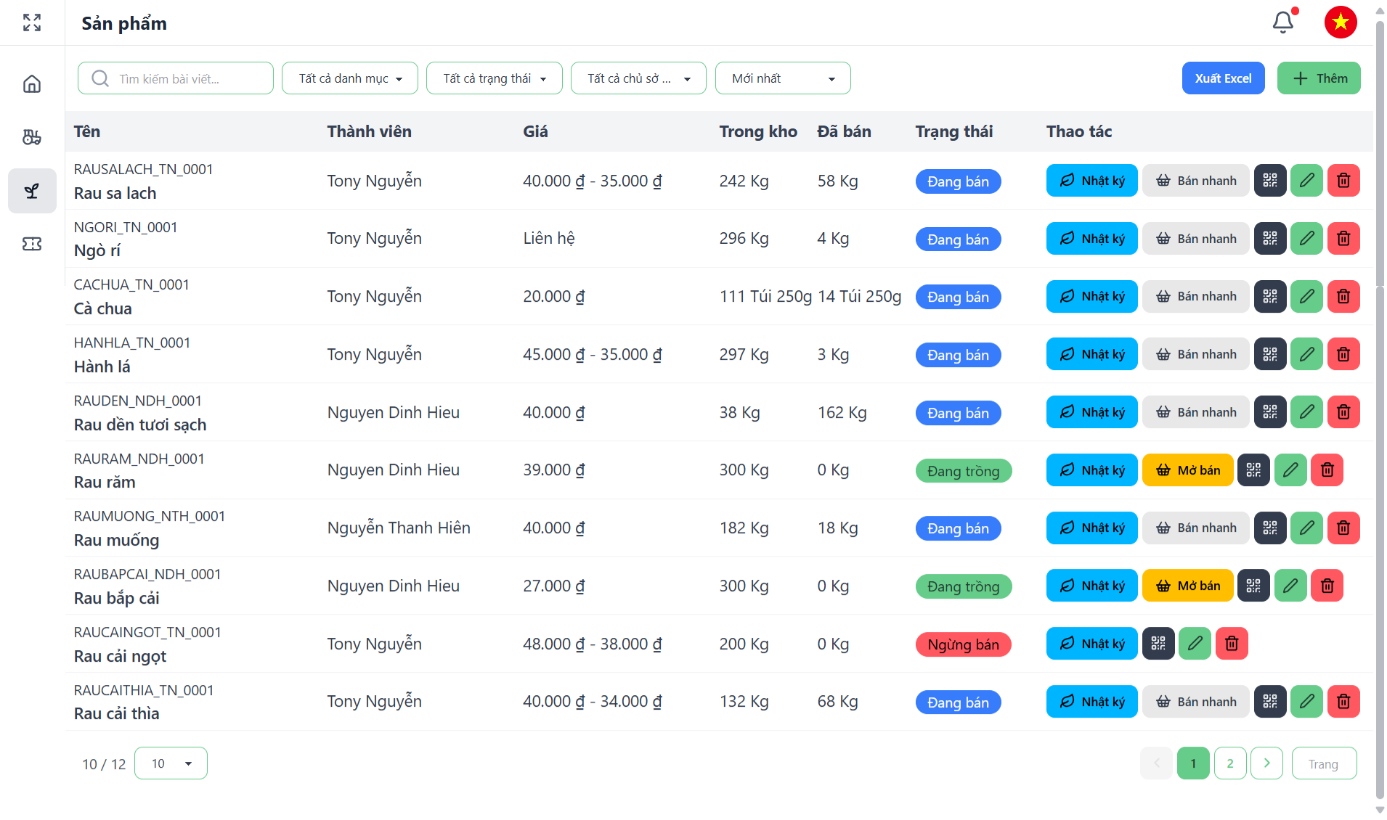 Sản phẩm
Tìm kiếm bài viết...
Tất cả danh mục
Tất cả trạng thái
Tất cả chủ sở ...
Mới nhất
Xuất Excel
Thêm
Tên Thành viên Giá Trong kho Đã bán Trạng thái Thao tác
RAUSALACH_TN_0001
Rau sa lach Tony Nguyễn 40.000 ₫ - 35.000 ₫ 242 Kg 58 Kg Đang bán Nhật ký Bán nhanh
NGORI_TN_0001
Ngò rí Tony Nguyễn Liên hệ 296 Kg 4 Kg Đang bán Nhật ký Bán nhanh
CACHUA_TN_0001
Cà chua Tony Nguyễn 20.000 ₫ 111 Túi 250g 14 Túi 250g Đang bán Nhật ký Bán nhanh
HANHLA_TN_0001
Hành lá Tony Nguyễn 45.000 ₫ - 35.000 ₫ 297 Kg 3 Kg Đang bán Nhật ký Bán nhanh
RAUDEN_NDH_0001
Rau dền tươi sạch Nguyen Dinh Hieu 40.000 ₫ 38 Kg 162 Kg Đang bán Nhật ký Bán nhanh
RAURAM_NDH_0001
Rau răm Nguyen Dinh Hieu 39.000 ₫ 300 Kg 0 Kg Đang trồng Nhật ký Mở bán
RAUMUONG_NTH_0001
Rau muống Nguyễn Thanh Hiên 40.000 ₫ 182 Kg 18 Kg Đang bán Nhật ký Bán nhanh
RAUBAPCAI_NDH_0001
Rau bắp cải Nguyen Dinh Hieu 27.000 ₫ 300 Kg 0 Kg Đang trồng Nhật ký Mở bán
RAUCAINGOT_TN_0001
Rau cải ngọt Tony Nguyễn 48.000 ₫ - 38.000 ₫ 200 Kg 0 Kg Ngừng bán Nhật ký
RAUCAITHIA_TN_0001
Rau cải thìa Tony Nguyễn 40.000 ₫ - 34.000 ₫ 132 Kg 68 Kg Đang bán Nhật ký Bán nhanh
10 / 12 10 1 2 Trang